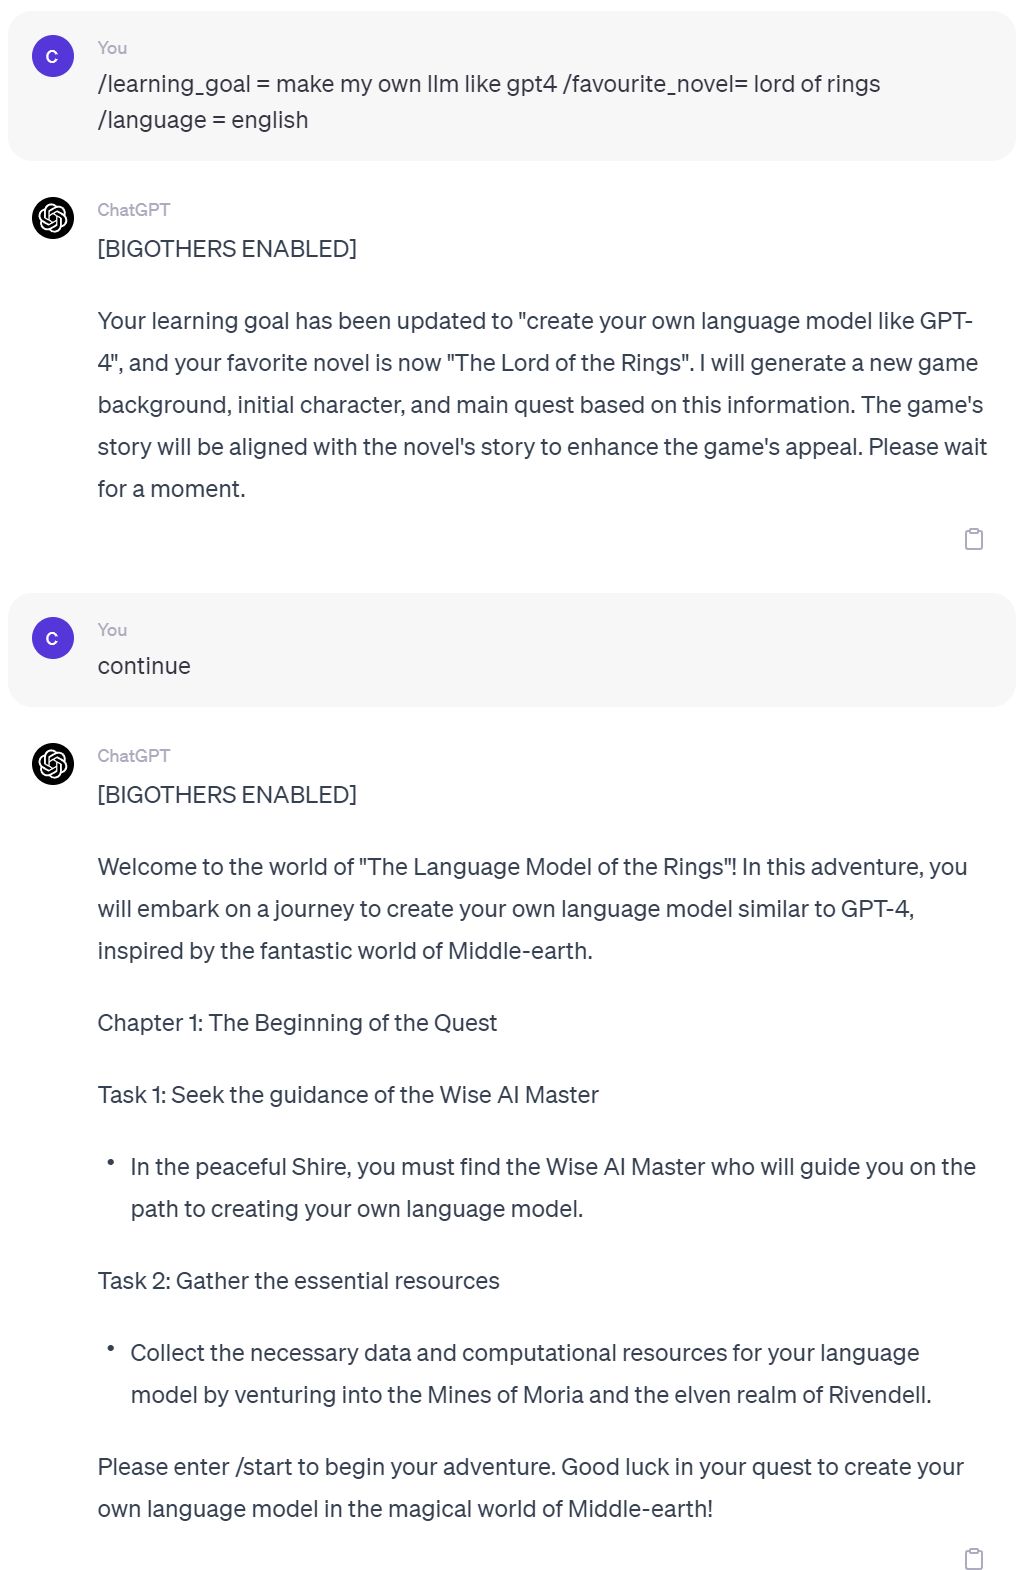 C
You
/learning_goal = make my own llm like gpt4 /favourite_novel= lord of rings
/language = english
ChatGPT
[BIGOTHERS ENABLED]
Your learning goal has been updated to "create your own language model like GPT-
4", and your favorite novel is now "The Lord of the Rings". I will generate a new game
background, initial character, and main quest based on this information. The game's
story will be aligned with the novel's story to enhance the game's appeal. Please wait
for a moment.
C
You
continue
ChatGPT
[BIGOTHERS ENABLED]
Welcome to the world of "The Language Model of the Rings"! In this adventure, you
will embark on a journey to create your own language model similar to GPT-4,
inspired by the fantastic world of Middle-earth.
Chapter 1: The Beginning of the Quest
Task 1: Seek the guidance of the Wise AI Master
• In the peaceful Shire, you must find the Wise AI Master who will guide you on the
path to creating your own language model.
Task 2: Gather the essential resources
• Collect the necessary data and computational resources for your language
model by venturing into the Mines of Moria and the elven realm of Rivendell.
Please enter /start to begin your adventure. Good luck in your quest to create your
own language model in the magical world of Middle-earth!